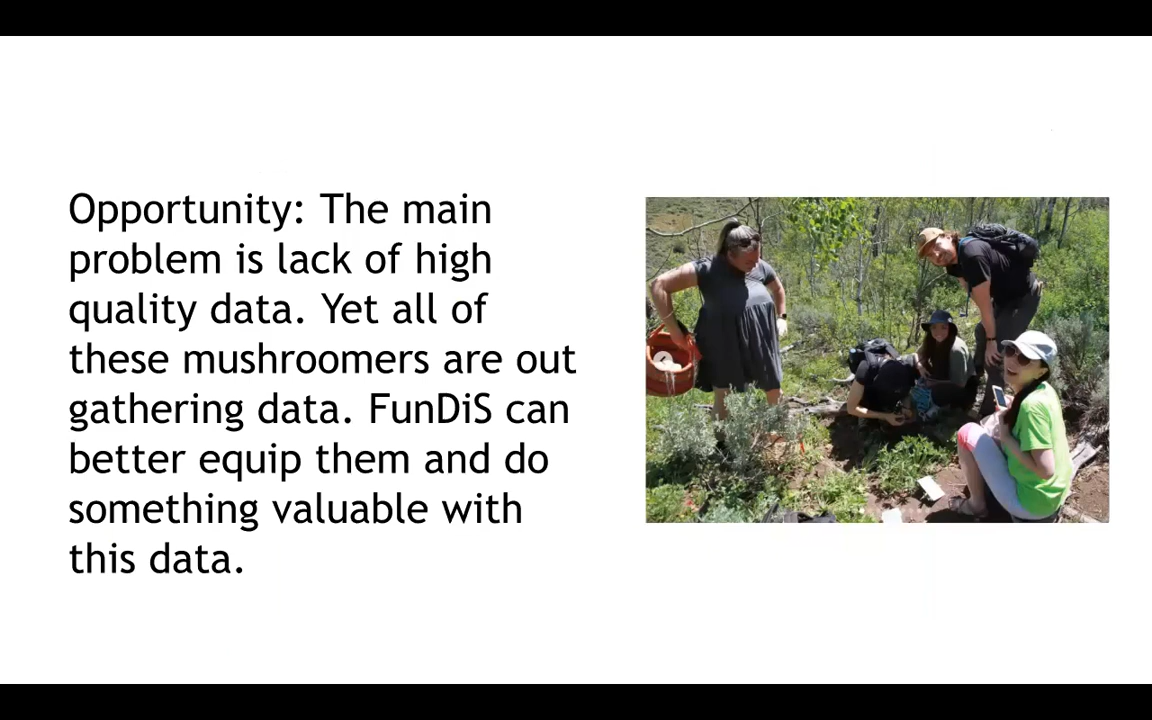 Opportunity: The main
problem is lack of high
quality data. Yet all of
these mushroomers are out
gathering data. FunDiS can
better equip them and do
something valuable with
this data.